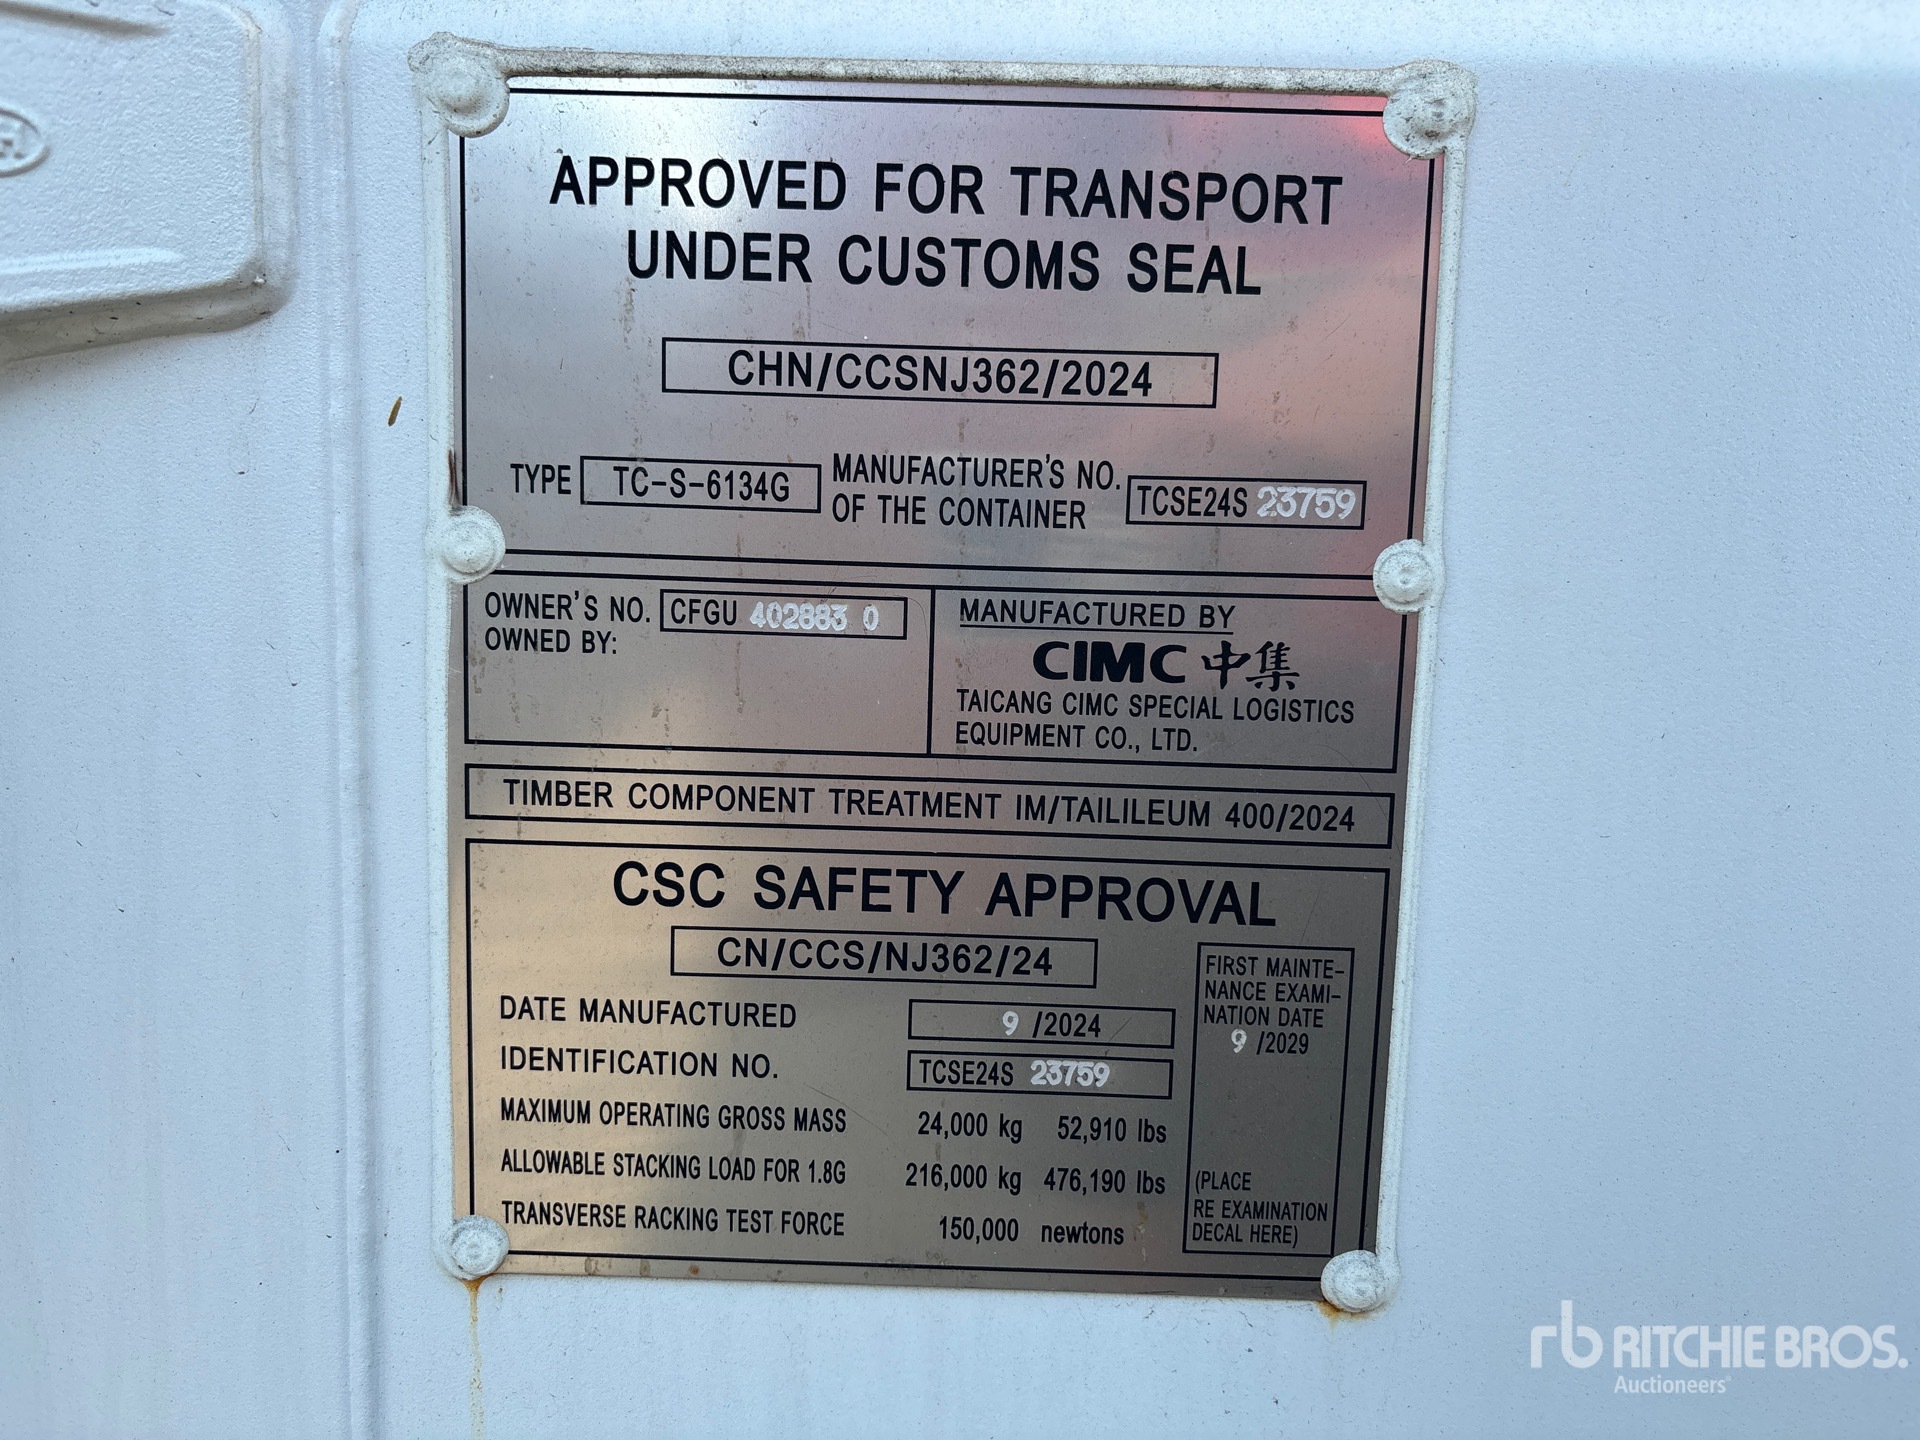 APPROVED FOR TRANSPORT
UNDER CUSTOMS SEAL
CHN/CCSNJ362/2024
TYPE TC-S-6134G MANUFACTURER'S NO. OF THE CONTAINER TCSE24S 23759
OWNER'S NO. CFGU 402883 0
OWNED BY:
MANUFACTURED BY
CIMC 中集
TAICANG CIMC SPECIAL LOGISTICS
EQUIPMENT CO., LTD.
TIMBER COMPONENT TREATMENT IM/TAILILEUM 400/2024
CSC SAFETY APPROVAL
CN/CCS/NJ362/24
DATE MANUFACTURED 9 /2024
IDENTIFICATION NO. TCSE24S 23759
MAXIMUM OPERATING GROSS MASS 24,000 kg 52,910 lbs
ALLOWABLE STACKING LOAD FOR 1.8G 216,000 kg 476,190 lbs
TRANSVERSE RACKING TEST FORCE 150,000 newtons
FIRST MAINTE-
NANCE EXAMI-
NATION DATE
9 /2029
(PLACE
RE EXAMINATION
DECAL HERE)
rb RITCHIE BROS.
Auctioneers